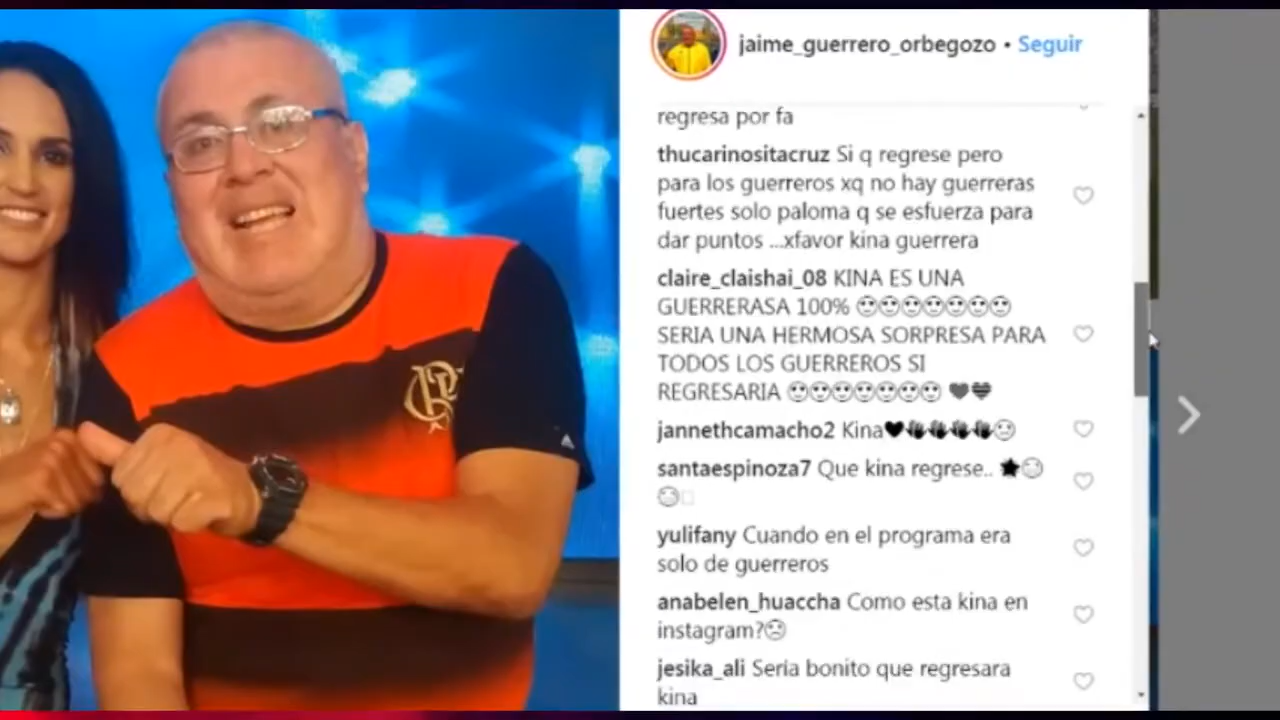 jaime_guerrero_orbegozo • Seguir
regresa por fa
thucarinositacruz Si q regrese pero
para los guerreros xq no hay guerreras
fuertes solo paloma q se esfuerza para
dar puntos ...xfavor kina guerrera
claire_claishai_08 KINA ES UNA
GUERRERASA 100%
SERIA UNA HERMOSA SORPRESA PARA
TODOS LOS GUERREROS SI
REGRESARIA
jannethcamacho2 Kina
santaespinoza7 Que kina regrese..
yulifany Cuando en el programa era
solo de guerreros
anabelen_huaccha Como esta kina en
instagram?
jesika_ali Sería bonito que regresara
kina